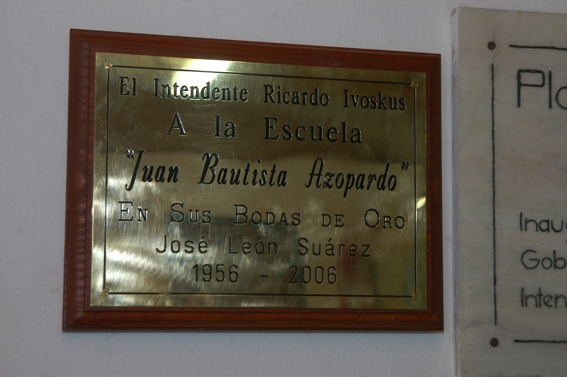 El Intendente Ricardo Ivoskus
A la Escuela
"Juan Bautista Azopardo"
En Sus Bodas de Oro
José León Suárez
1956 - 2006